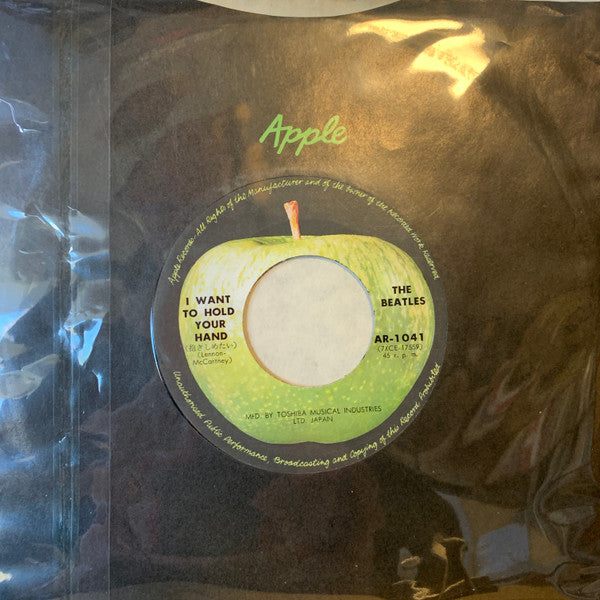 Apple
Apple Records. All Rights of the Manufacturer and of the Owner of the Recorded Work Reserved
I WANT
TO HOLD
YOUR
HAND
(抱きしめたい)
(Lennon-
McCartney)
THE
BEATLES
AR-1041
(7XCE-17559)
45 r. p. m.
MFD. BY TOSHIBA MUSICAL INDUSTRIES
LTD. JAPAN
Unauthorised Public Performance, Broadcasting and Copying of this Record Prohibited